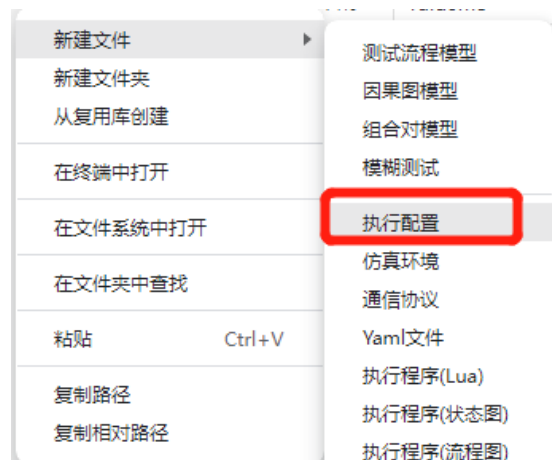 新建文件
新建文件夹
从复用库创建
在终端中打开
在文件系统中打开
在文件夹中查找
粘贴 Ctrl+V
复制路径
复制相对路径
测试流程模型
因果图模型
组合对模型
模糊测试
执行配置
仿真环境
通信协议
Yaml文件
执行程序(Lua)
执行程序(状态图)
执行程序(流程图)